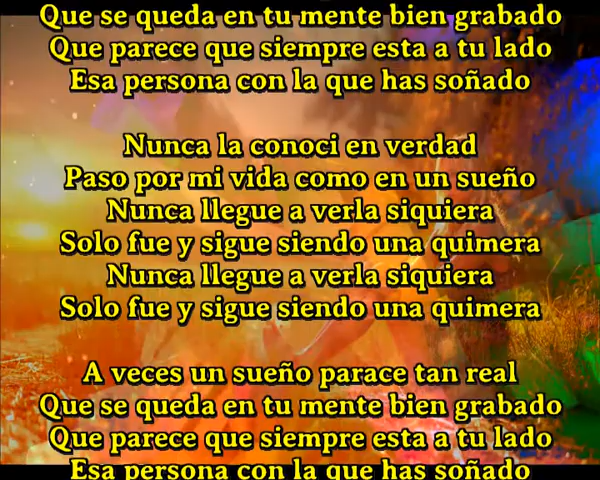 Que se queda en tu mente bien grabado
Que parece que siempre esta a tu lado
Esa persona con la que has soñado
Nunca la conoci en verdad
Paso por mi vida como en un sueño
Nunca llegue a verla siquiera
Solo fue y sigue siendo una quimera
Nunca llegue a verla siquiera
Solo fue y sigue siendo una quimera
A veces un sueño parace tan real
Que se queda en tu mente bien grabado
Que parece que siempre esta a tu lado
Esa persona con la que has soñado